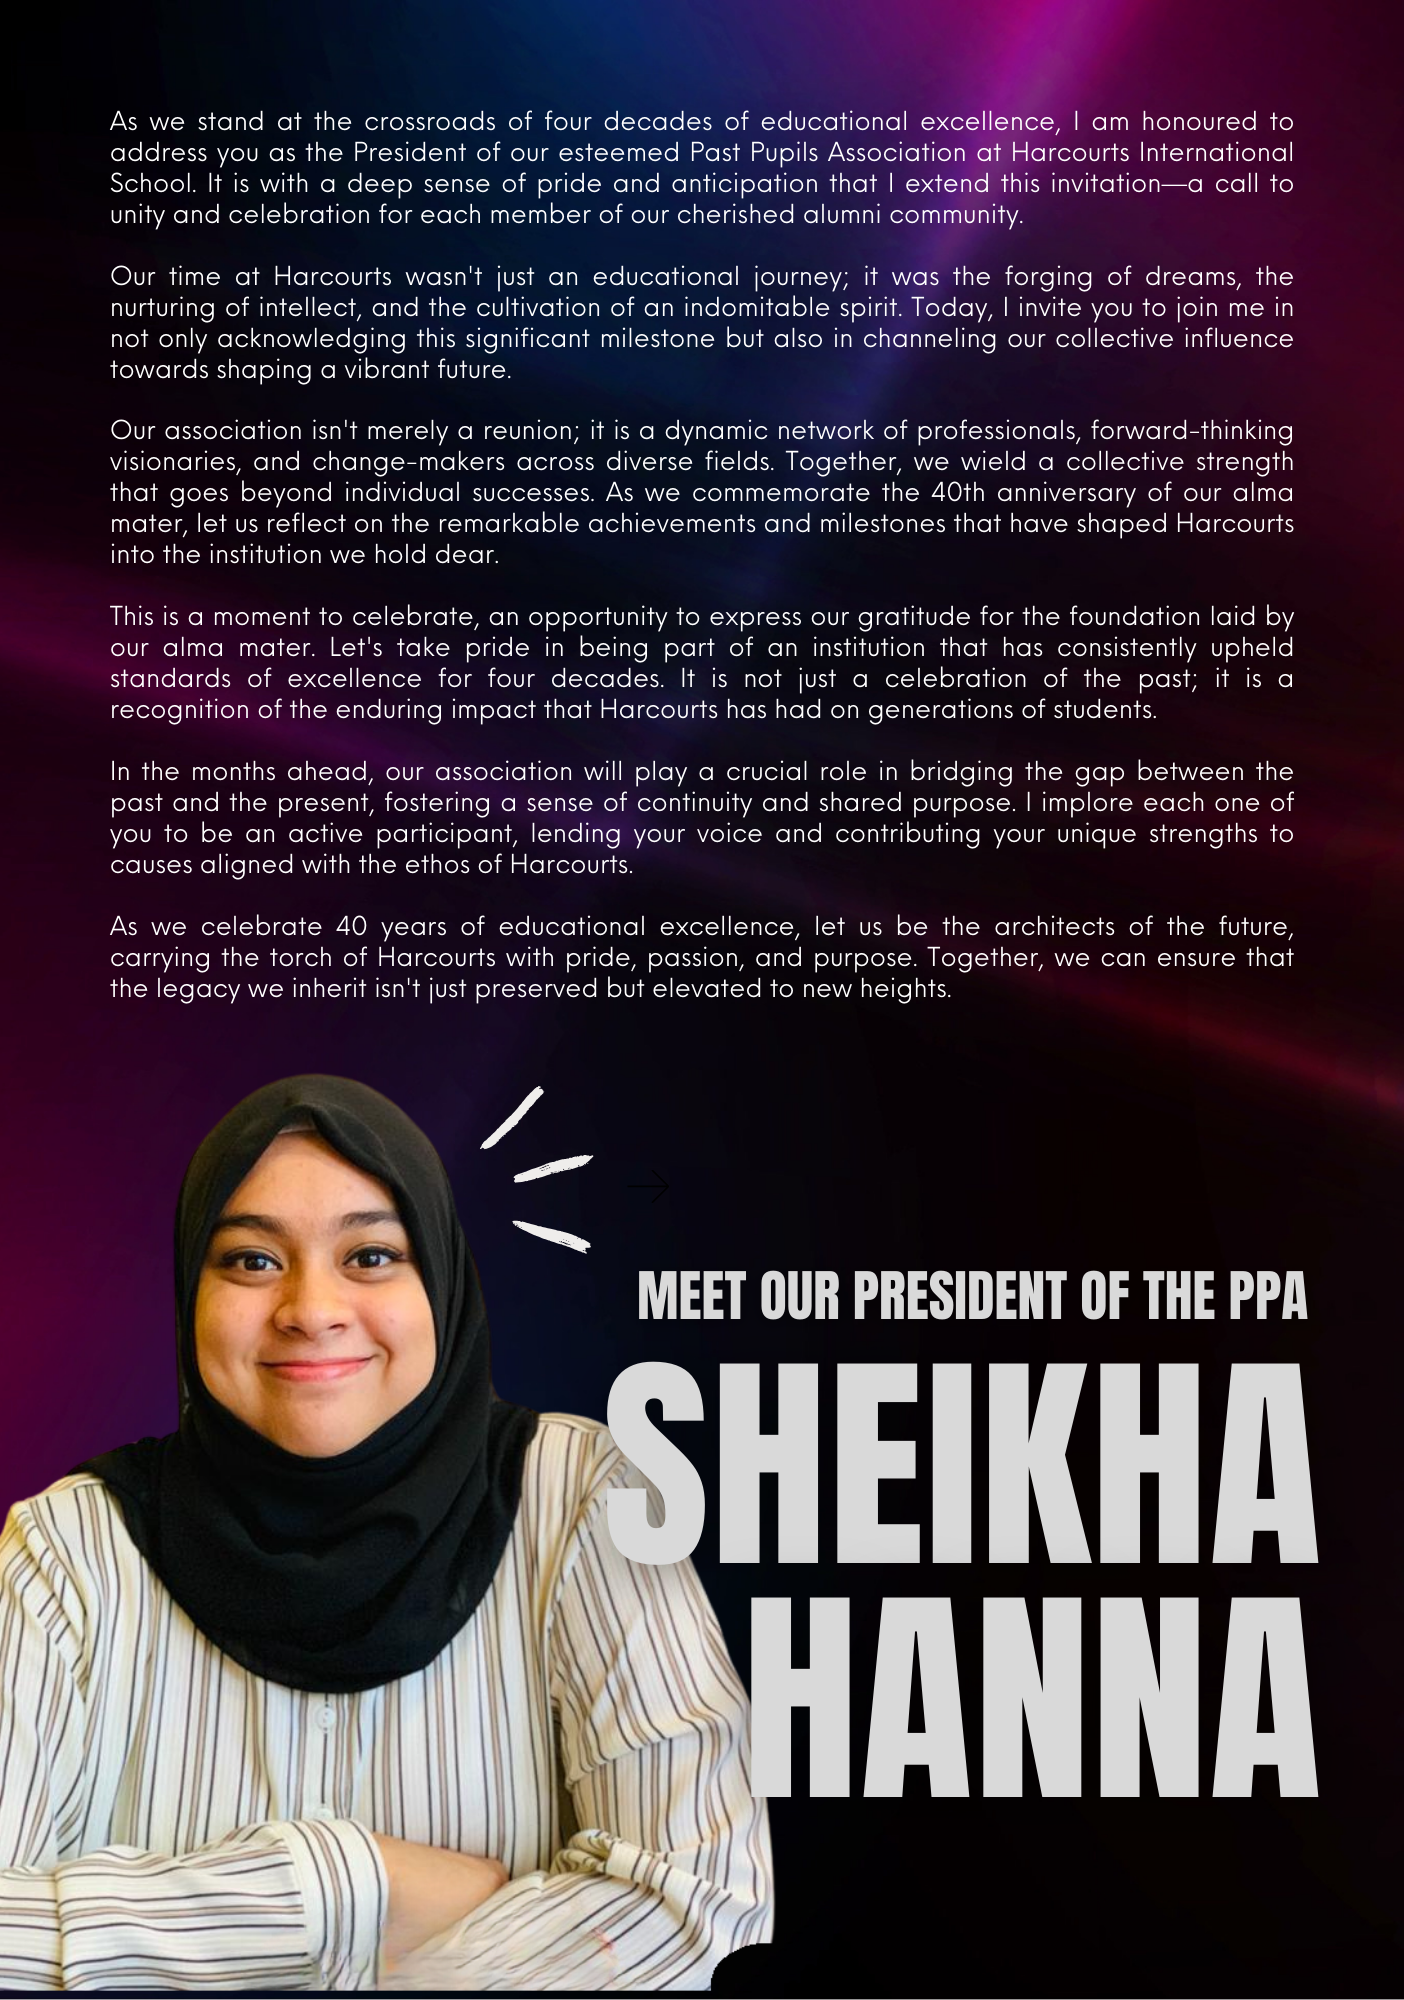 As we stand at the crossroads of four decades of educational excellence, I am honoured to
address you as the President of our esteemed Past Pupils Association at Harcourts International
School. It is with a deep sense of pride and anticipation that I extend this invitation—a call to
unity and celebration for each member of our cherished alumni community.
Our time at Harcourts wasn't just an educational journey; it was the forging of dreams, the
nurturing of intellect, and the cultivation of an indomitable spirit. Today, I invite you to join me in
not only acknowledging this significant milestone but also in channeling our collective influence
towards shaping a vibrant future.
Our association isn't merely a reunion; it is a dynamic network of professionals, forward-thinking
visionaries, and change-makers across diverse fields. Together, we wield a collective strength
that goes beyond individual successes. As we commemorate the 40th anniversary of our alma
mater, let us reflect on the remarkable achievements and milestones that have shaped Harcourts
into the institution we hold dear.
This is a moment to celebrate, an opportunity to express our gratitude for the foundation laid by
our alma mater. Let's take pride in being part of an institution that has consistently upheld
standards of excellence for four decades. It is not just a celebration of the past; it is a
recognition of the enduring impact that Harcourts has had on generations of students.
In the months ahead, our association will play a crucial role in bridging the gap between the
past and the present, fostering a sense of continuity and shared purpose. I implore each one of
you to be an active participant, lending your voice and contributing your unique strengths to
causes aligned with the ethos of Harcourts.
As we celebrate 40 years of educational excellence, let us be the architects of the future,
carrying the torch of Harcourts with pride, passion, and purpose. Together, we can ensure that
the legacy we inherit isn't just preserved but elevated to new heights.
MEET OUR PRESIDENT OF THE PPA
SHEIKHA
HANNA